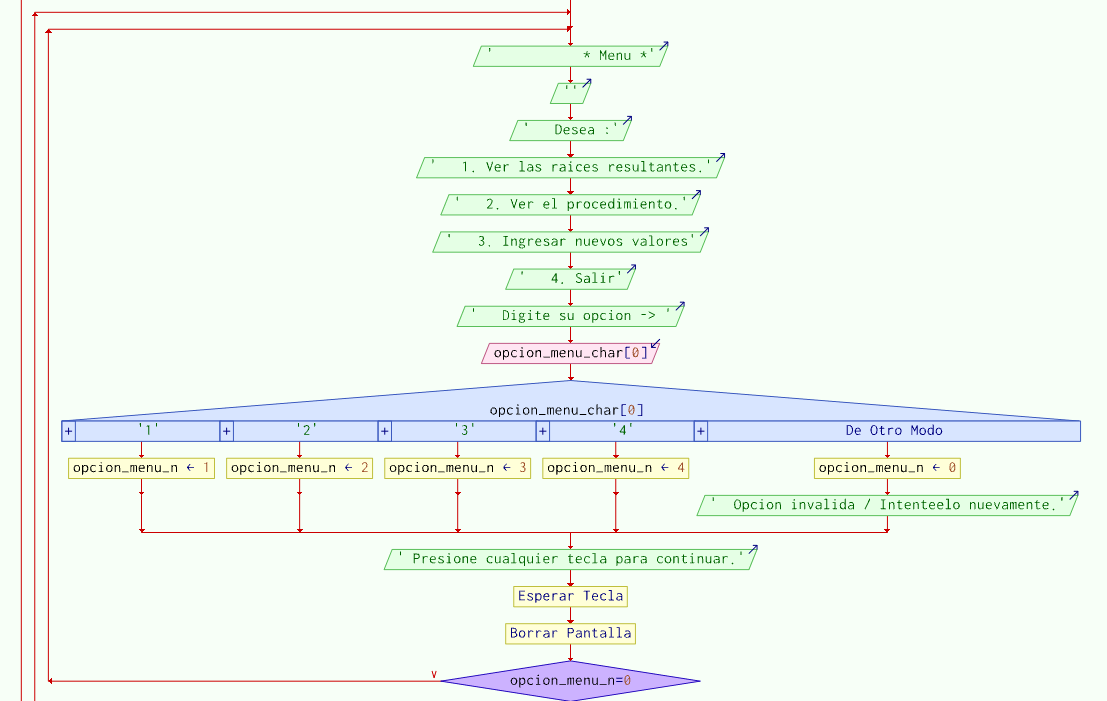 '           * Menu *'
''
'   Desea :'
'   1. Ver las raices resultantes.'
'   2. Ver el procedimiento.'
'   3. Ingresar nuevos valores'
'   4. Salir'
'   Digite su opcion -> '
opcion_menu_char[0]
opcion_menu_char[0]
+ '1' + '2' + '3' + '4' + De Otro Modo
opcion_menu_n ← 1 opcion_menu_n ← 2 opcion_menu_n ← 3 opcion_menu_n ← 4 opcion_menu_n ← 0
'  Opcion invalida / Intenteelo nuevamente.'
' Presione cualquier tecla para continuar.'
Esperar Tecla
Borrar Pantalla
V
opcion_menu_n=0